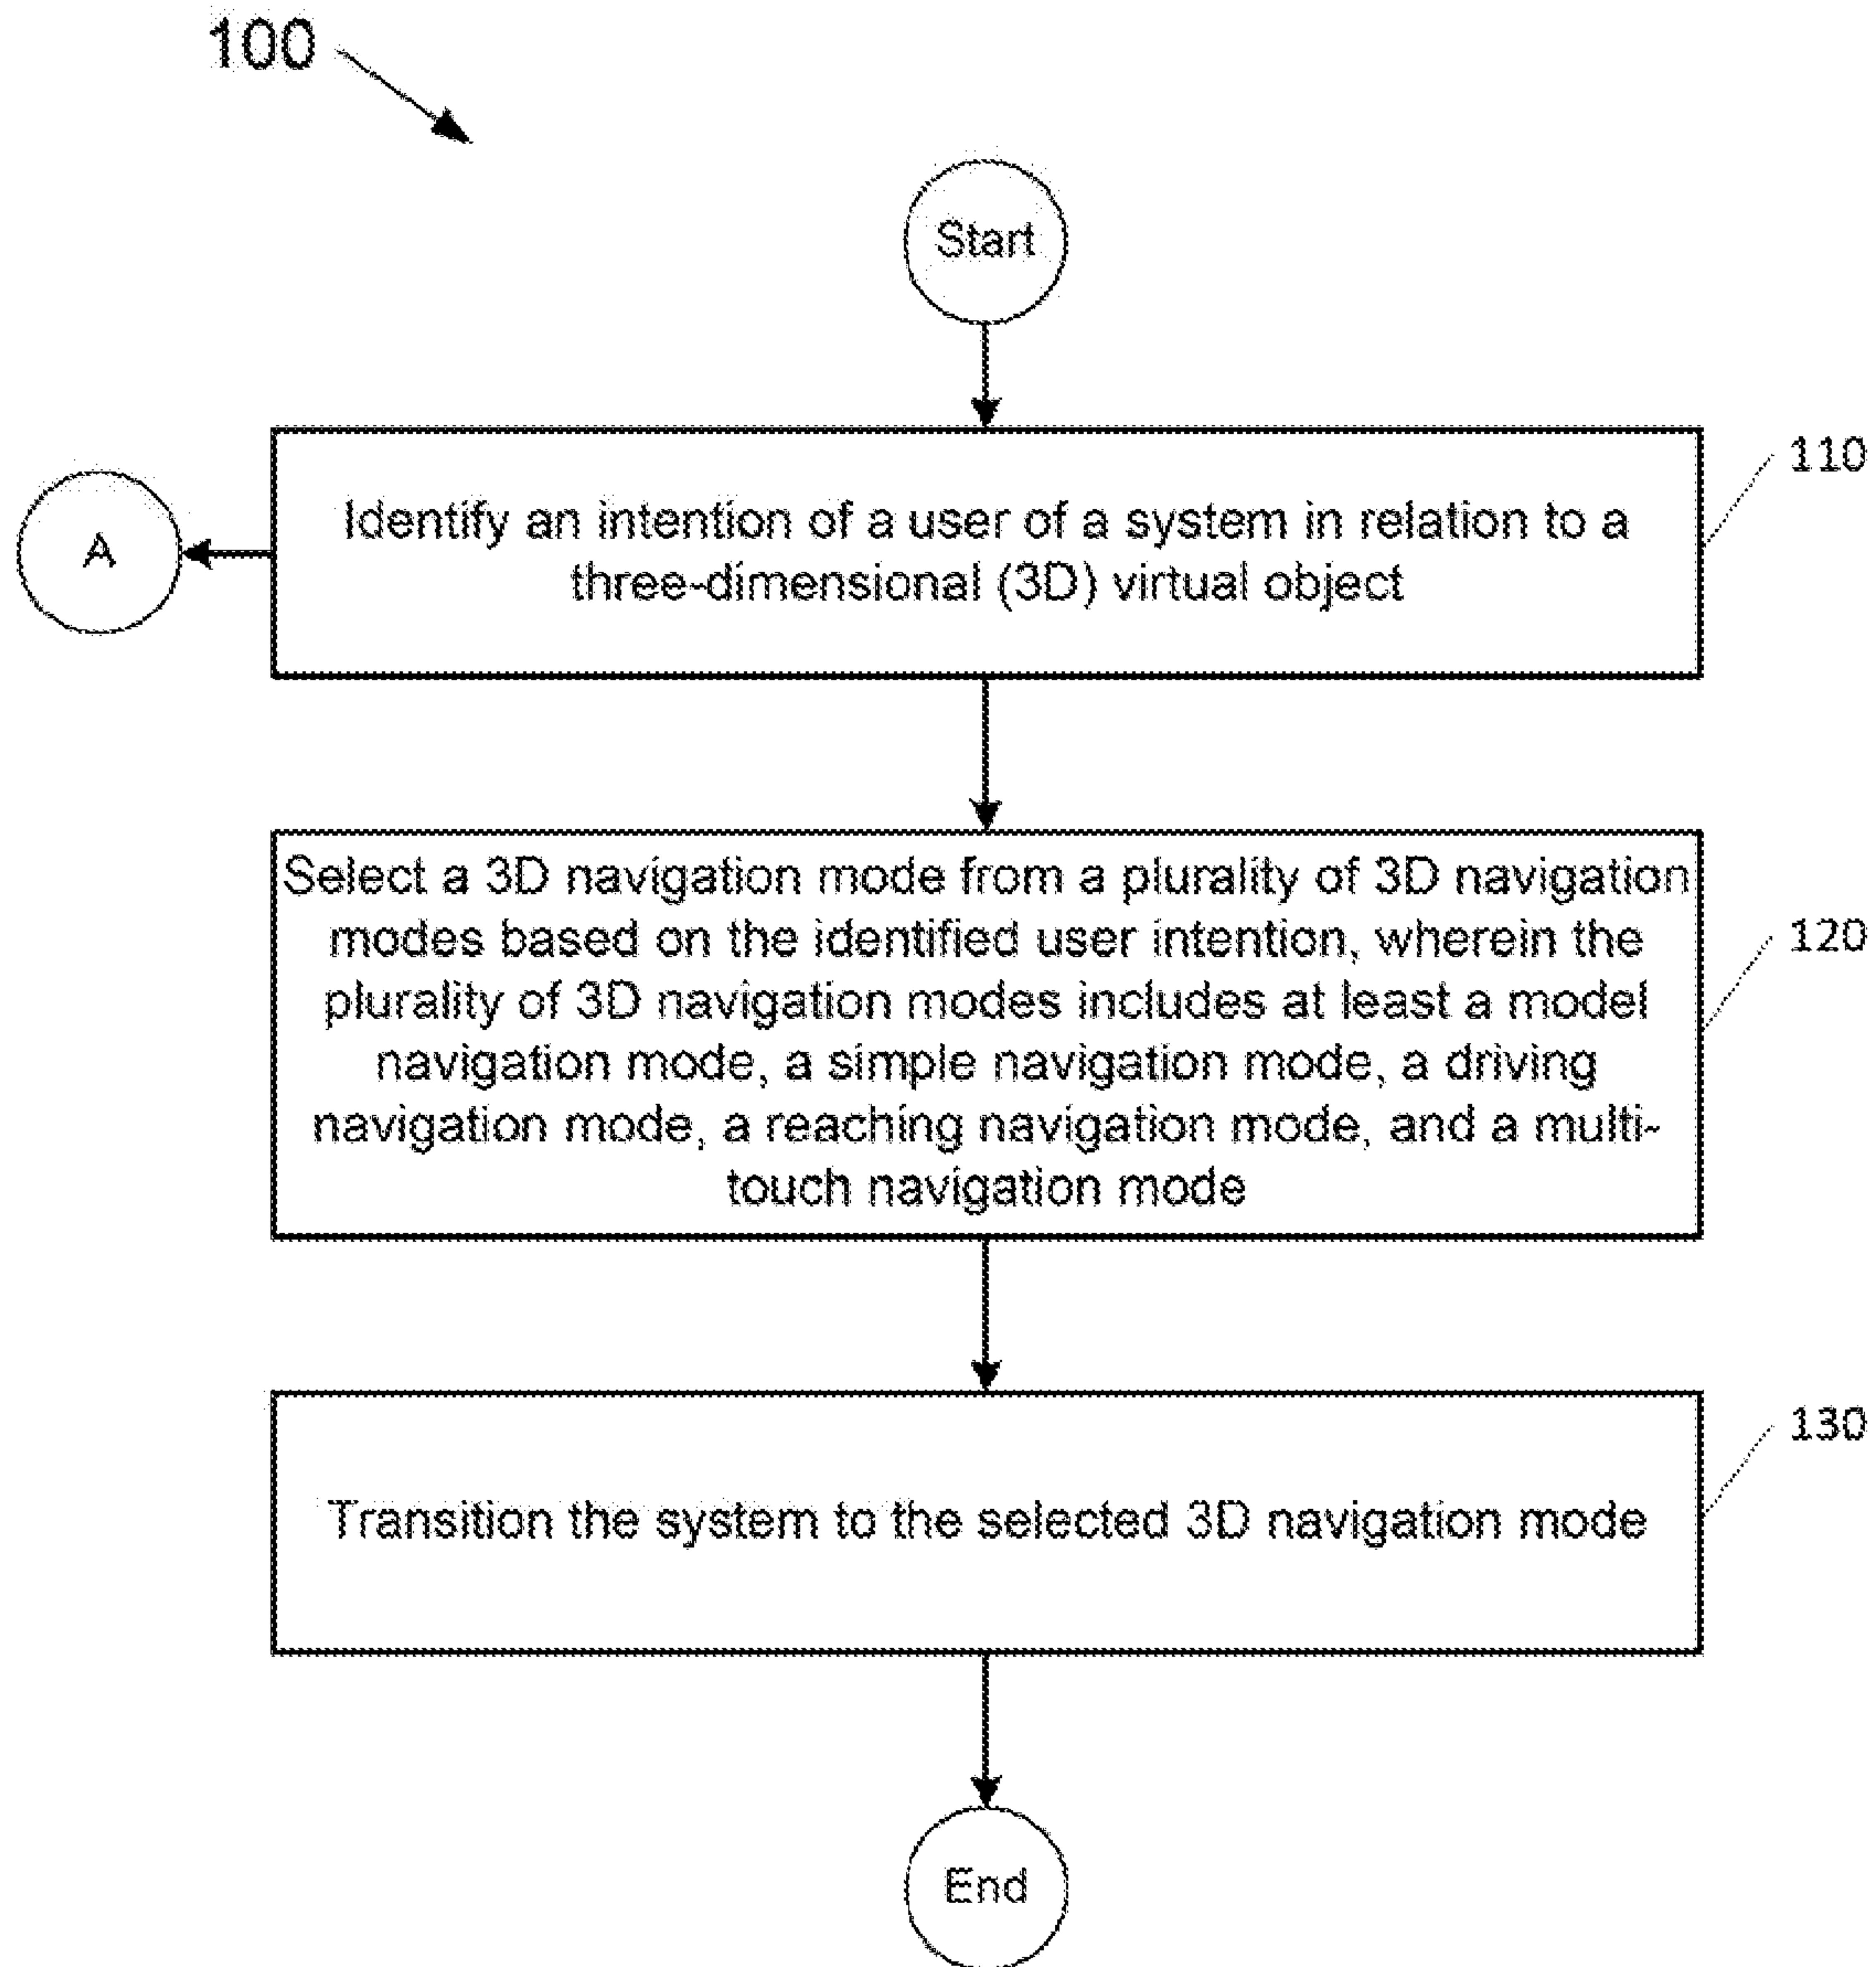 100
Start
A
Identify an intention of a user of a system in relation to a
three-dimensional (3D) virtual object
110
Select a 3D navigation mode from a plurality of 3D navigation
modes based on the identified user intention, wherein the
plurality of 3D navigation modes includes at least a model
navigation mode, a simple navigation mode, a driving
navigation mode, a reaching navigation mode, and a multi-
touch navigation mode
120
Transition the system to the selected 3D navigation mode
130
End